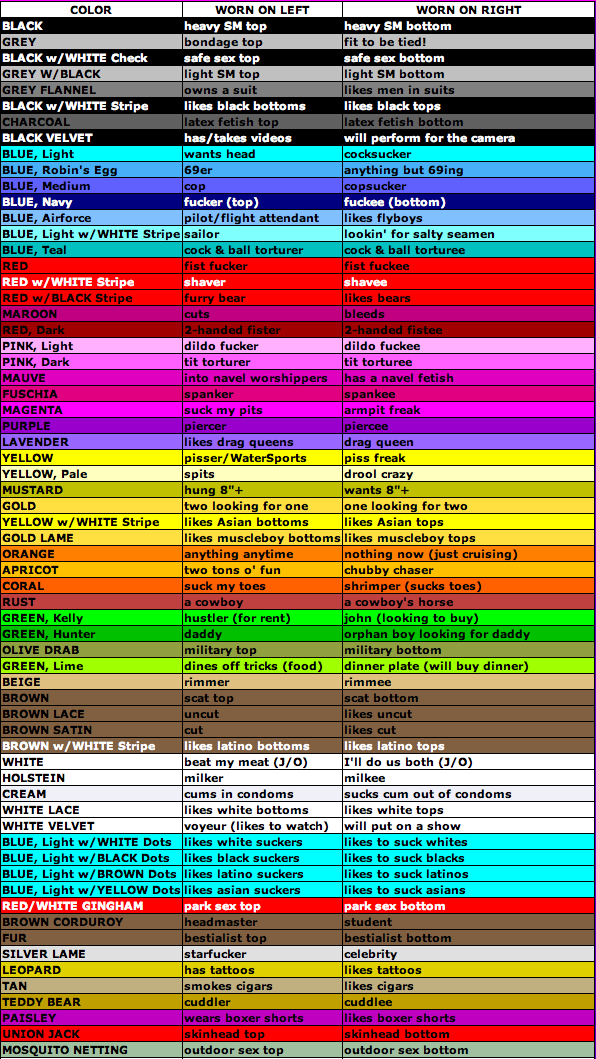 COLOR WORN ON LEFT WORN ON RIGHT
BLACK heavy SM top heavy SM bottom
GREY bondage top fit to be tied!
BLACK w/WHITE Check safe sex top safe sex bottom
GREY W/BLACK light SM top light SM bottom
GREY FLANNEL owns a suit likes men in suits
BLACK w/WHITE Stripe likes black bottoms likes black tops
CHARCOAL latex fetish top latex fetish bottom
BLACK VELVET has/takes videos will perform for the camera
BLUE, Light wants head cocksucker
BLUE, Robin's Egg 69er anything but 69ing
BLUE, Medium cop copsucker
BLUE, Navy fucker (top) fuckee (bottom)
BLUE, Airforce pilot/flight attendant likes flyboys
BLUE, Light w/WHITE Stripe sailor lookin' for salty seamen
BLUE, Teal cock & ball torturer cock & ball torturee
RED fist fucker fist fuckee
RED w/WHITE Stripe shaver shavee
RED w/BLACK Stripe furry bear likes bears
MAROON cuts bleeds
RED, Dark 2-handed fister 2-handed fistee
PINK, Light dildo fucker dildo fuckee
PINK, Dark tit torturer tit torturee
MAUVE into navel worshippers has a navel fetish
FUSCHIA spanker spankee
MAGENTA suck my pits armpit freak
PURPLE piercer piercee
LAVENDER likes drag queens drag queen
YELLOW pisser/WaterSports piss freak
YELLOW, Pale spits drool crazy
MUSTARD hung 8"+ wants 8"+
GOLD two looking for one one looking for two
YELLOW w/WHITE Stripe likes Asian bottoms likes Asian tops
GOLD LAME likes muscleboy bottoms likes muscleboy tops
ORANGE anything anytime nothing now (just cruising)
APRICOT two tons o' fun chubby chaser
CORAL suck my toes shrimper (sucks toes)
RUST a cowboy a cowboy's horse
GREEN, Kelly hustler (for rent) john (looking to buy)
GREEN, Hunter daddy orphan boy looking for daddy
OLIVE DRAB military top military bottom
GREEN, Lime dines off tricks (food) dinner plate (will buy dinner)
BEIGE rimmer rimmee
BROWN scat top scat bottom
BROWN LACE uncut likes uncut
BROWN SATIN cut likes cut
BROWN w/WHITE Stripe likes latino bottoms likes latino tops
WHITE beat my meat (J/O) I'll do us both (J/O)
HOLSTEIN milker milkee
CREAM cums in condoms sucks cum out of condoms
WHITE LACE likes white bottoms likes white tops
WHITE VELVET voyeur (likes to watch) will put on a show
BLUE, Light w/WHITE Dots likes white suckers likes to suck whites
BLUE, Light w/BLACK Dots likes black suckers likes to suck blacks
BLUE, Light w/BROWN Dots likes latino suckers likes to suck latinos
BLUE, Light w/YELLOW Dots likes asian suckers likes to suck asians
RED/WHITE GINGHAM park sex top park sex bottom
BROWN CORDUROY headmaster student
FUR bestialist top bestialist bottom
SILVER LAME starfucker celebrity
LEOPARD has tattoos likes tattoos
TAN smokes cigars likes cigars
TEDDY BEAR cuddler cuddlee
PAISLEY wears boxer shorts likes boxer shorts
UNION JACK skinhead top skinhead bottom
MOSQUITO NETTING outdoor sex top outdoor sex bottom